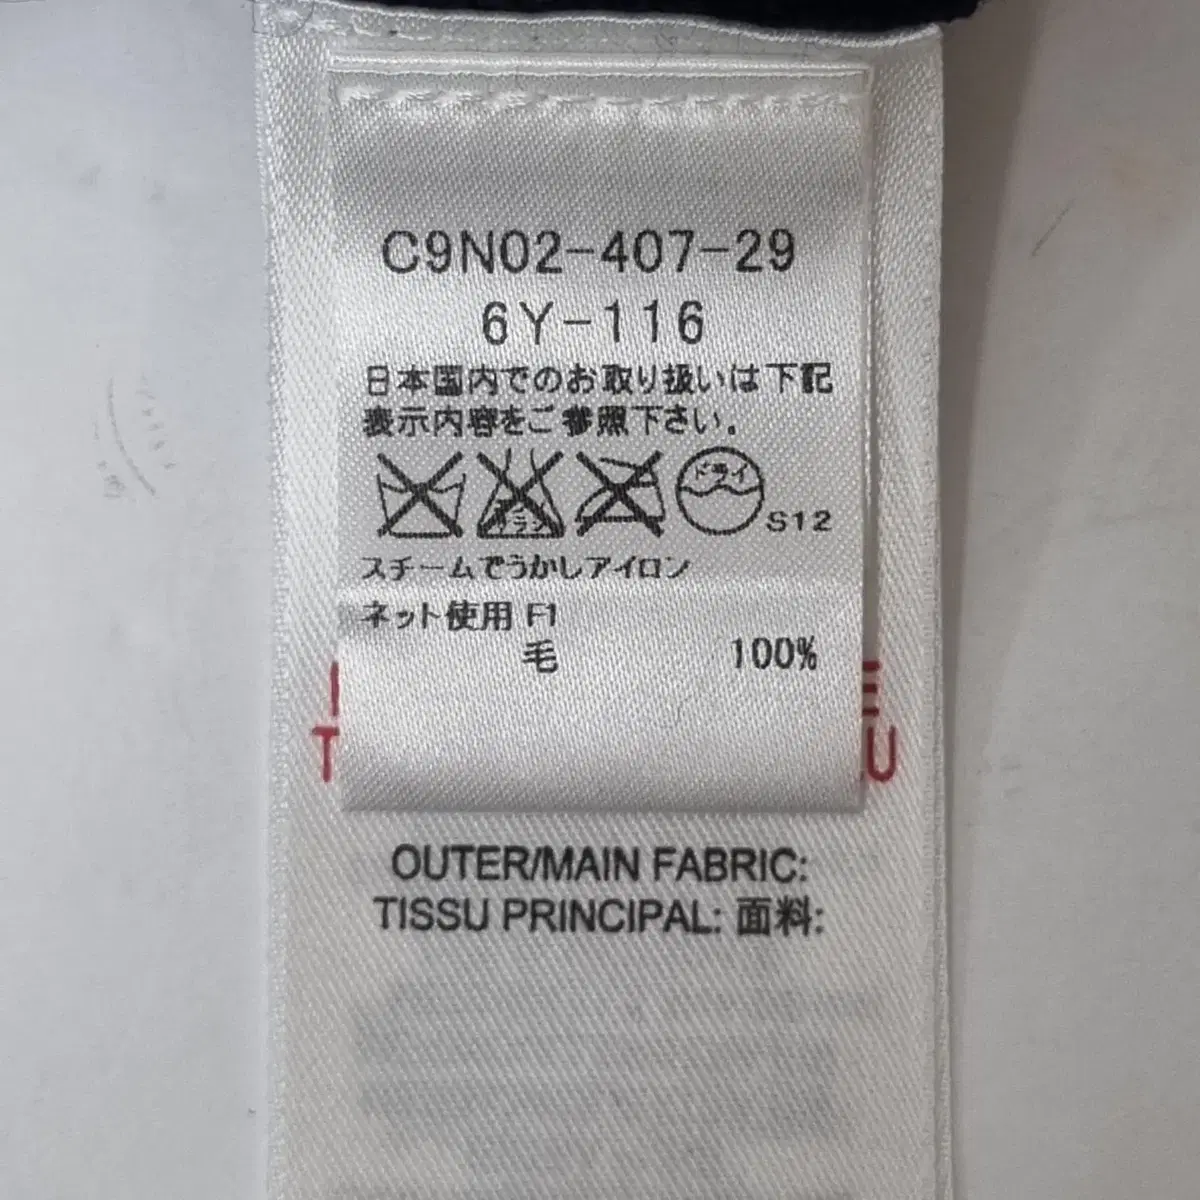 C9N02-407-29
6Y-116
日本国内でのお取り扱いは下記
表示内容をご参照下さい。
ドライ
S12
スチームでうかしアイロン
ネット使用 F1
毛 100%
OUTER/MAIN FABRIC:
TISSU PRINCIPAL: 面料: